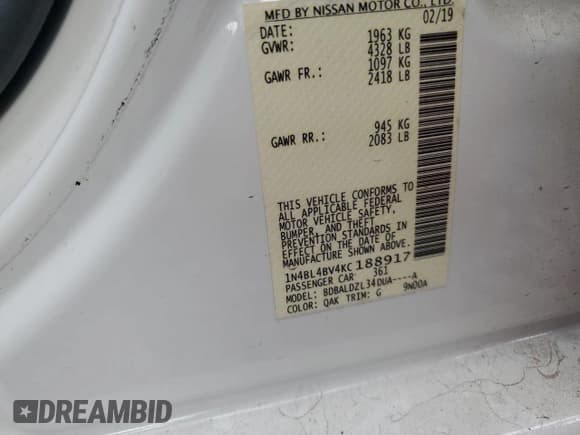 MFD BY NISSAN MOTOR CO., LTD.
DATE: 02/19
GVWR: 1963 KG
4328 LB
GAWR FR.: 1097 KG
2418 LB
GAWR RR.: 945 KG
2083 LB
THIS VEHICLE CONFORMS TO
ALL APPLICABLE FEDERAL
MOTOR VEHICLE SAFETY,
BUMPER, AND THEFT
PREVENTION STANDARDS IN
EFFECT ON THE DATE OF
MANUFACTURE SHOWN ABOVE.
1N4BL4BV4KC188917
PASSENGER CAR 361
MODEL: BDBALDZL34DUA----A
COLOR: QAK TRIM: G 9N00A
DREAMBID